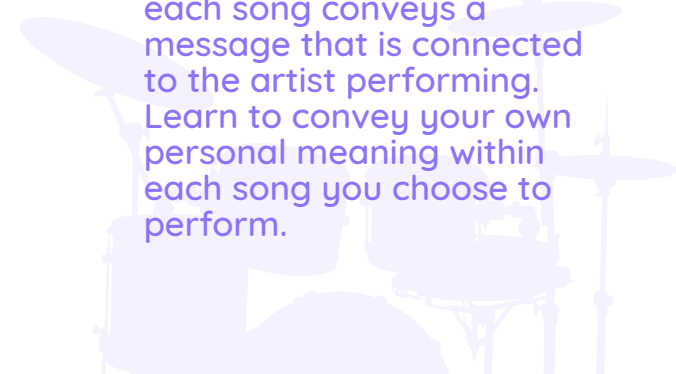 each song conveys a
message that is connected
to the artist performing.
Learn to convey your own
personal meaning within
each song you choose to
perform.